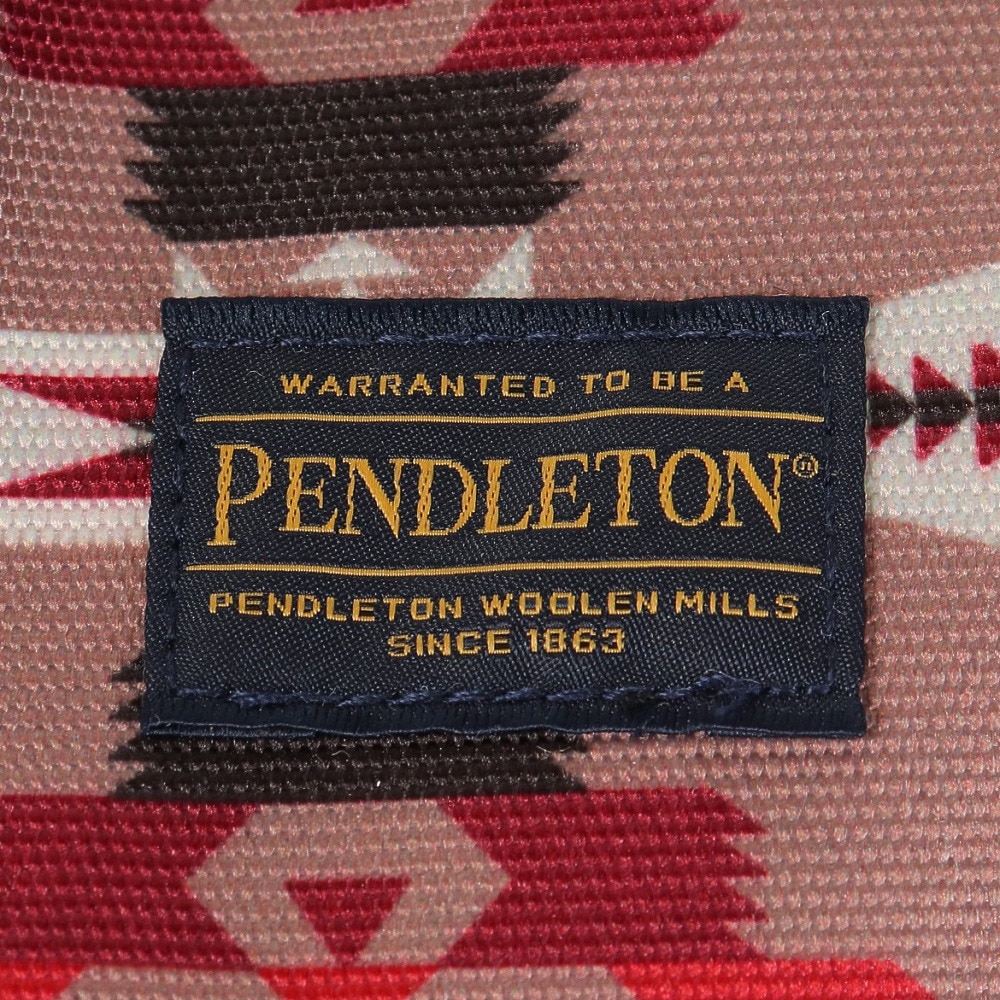 WARRANTED TO BE A
PENDLETON®
PENDLETON WOOLEN MILLS
SINCE 1863